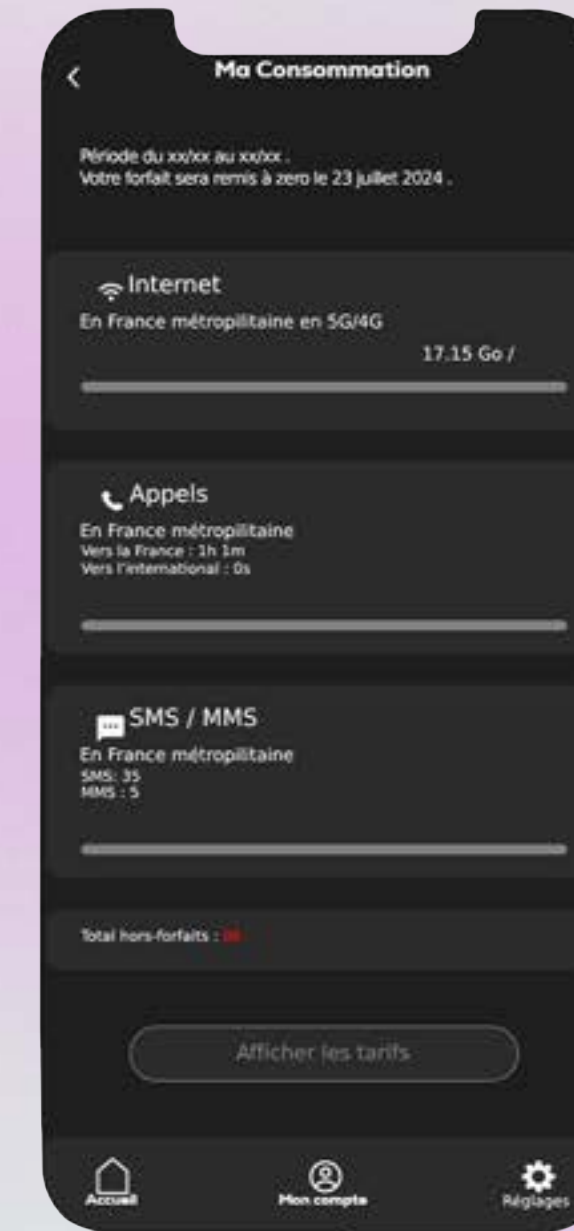 Ma Consommation
Période du xx/xx au xx/xx .
Votre forfait sera remis à zero le 23 juillet 2024 .
Internet
En France métropilitaine en 5G/4G
17.15 Go /
Appels
En France métropilitaine
Vers la France : 1h 1m
Vers l'international : 0s
SMS / MMS
En France métropilitaine
SMS: 35
MMS : 5
Total hors-forfaits :
Afficher les tarifs
Accueil
Mon compte
Réglages